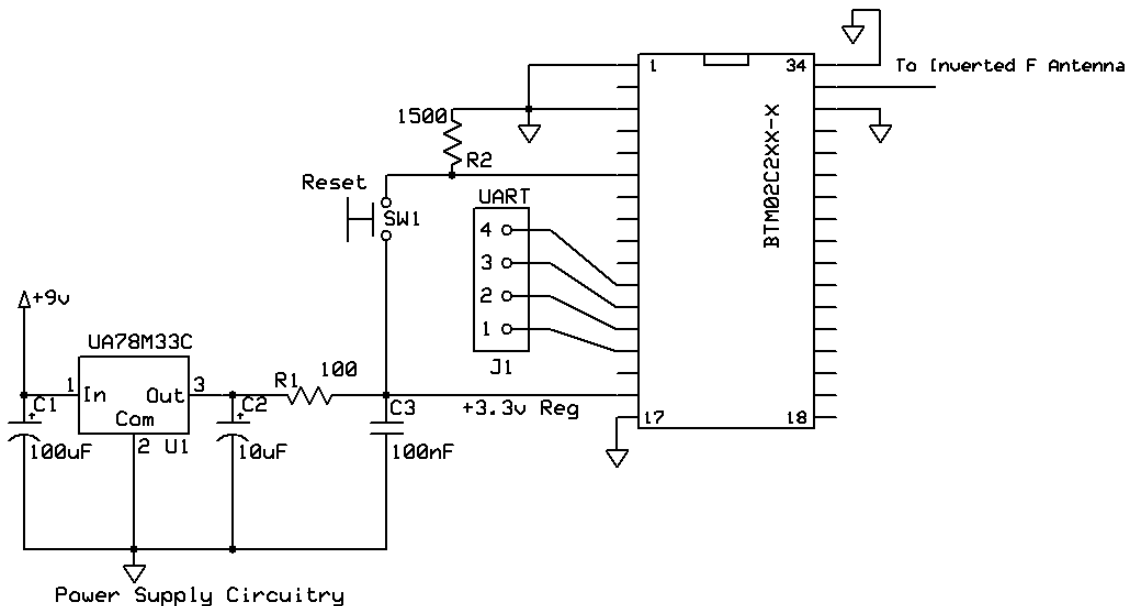 1
34
To Inverted F Antenna
1500
R2
BTM02C2XX-X
Reset
SW1
UART
4
3
2
1
J1
+9v
UA78M33C
1
In
Out
3
Com
2
U1
C1
100uF
C2
10uF
R1
100
C3
100nF
+3.3v Reg
17
18
Power Supply Circuitry